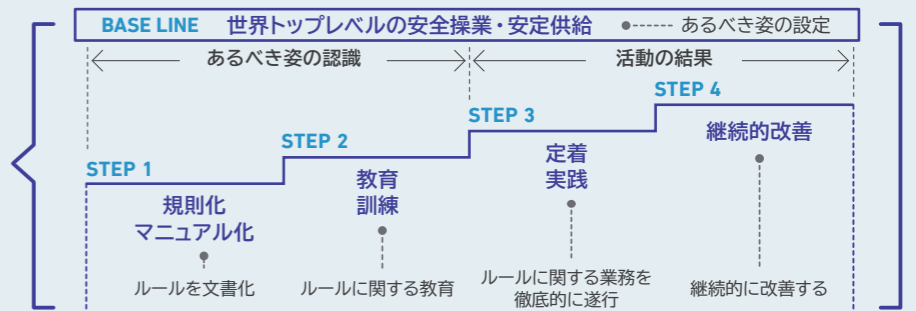 BASE LINE 世界トップレベルの安全操業・安定供給 あるべき姿の設定
あるべき姿の認識 活動の結果
STEP 1
規則化
マニュアル化
ルールを文書化
STEP 2
教育
訓練
ルールに関する教育
STEP 3
定着
実践
ルールに関する業務を
徹底的に遂行
STEP 4
継続的改善
継続的に改善する